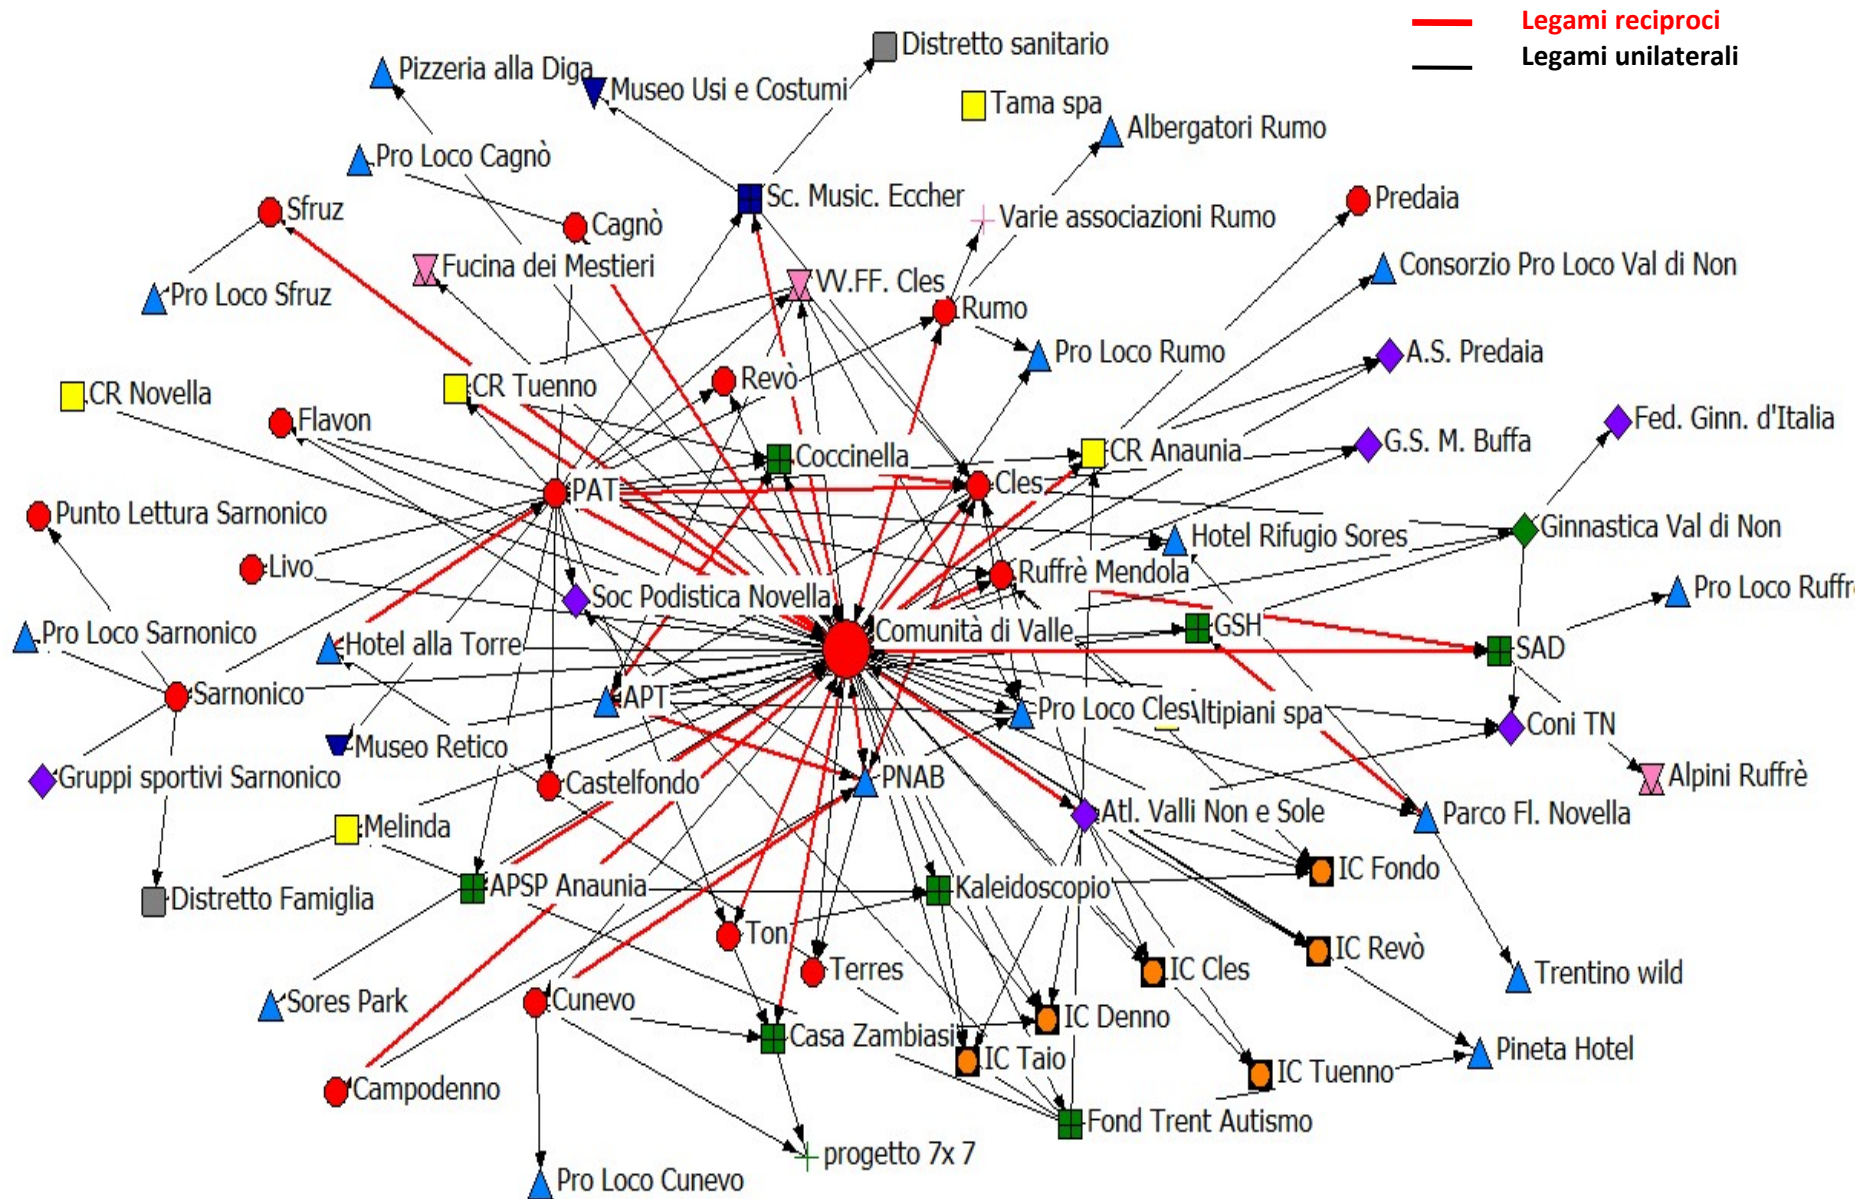 Legami reciproci
Legami unilaterali
Distretto sanitario
Pizzeria alla Diga
Museo Usi e Costumi
Tama spa
Albergatori Rumo
Pro Loco Cagnò
Sc. Music. Eccher
Predaia
Sfruz
Cagnò
Varie associazioni Rumo
Fucina dei Mestieri
VV.FF. Cles
Consorzio Pro Loco Val di Non
Pro Loco Sfruz
Rumo
Pro Loco Rumo
A.S. Predaia
CR Novella
CR Tuenno
Revò
Flavon
Fed. Ginn. d'Italia
G.S. M. Buffa
Coccinella
CR Anaunia
PAT
Cles
Punto Lettura Sarnonico
Ginnastica Val di Non
Hotel Rifugio Sores
Livo
Ruffrè Mendola
Soc Podistica Novella
Pro Loco Ruffr
Pro Loco Sarnonico
Hotel alla Torre
Comunità di Valle
GSH
SAD
Sarnonico
APT
Pro Loco Cles
Altipiani spa
Coni TN
Museo Retico
Gruppi sportivi Sarnonico
Castelfondo
PNAB
Alpini Ruffrè
Melinda
Atl. Valli Non e Sole
Parco Fl. Novella
IC Fondo
Distretto Famiglia
APSP Anaunia
Kaleidoscopio
Ton
IC Revò
Terres
IC Cles
Trentino wild
Sores Park
Cunevo
IC Denno
Casa Zambiasi
IC Taio
IC Tuenno
Pineta Hotel
Campodenno
Fond Trent Autismo
progetto 7x 7
Pro Loco Cunevo